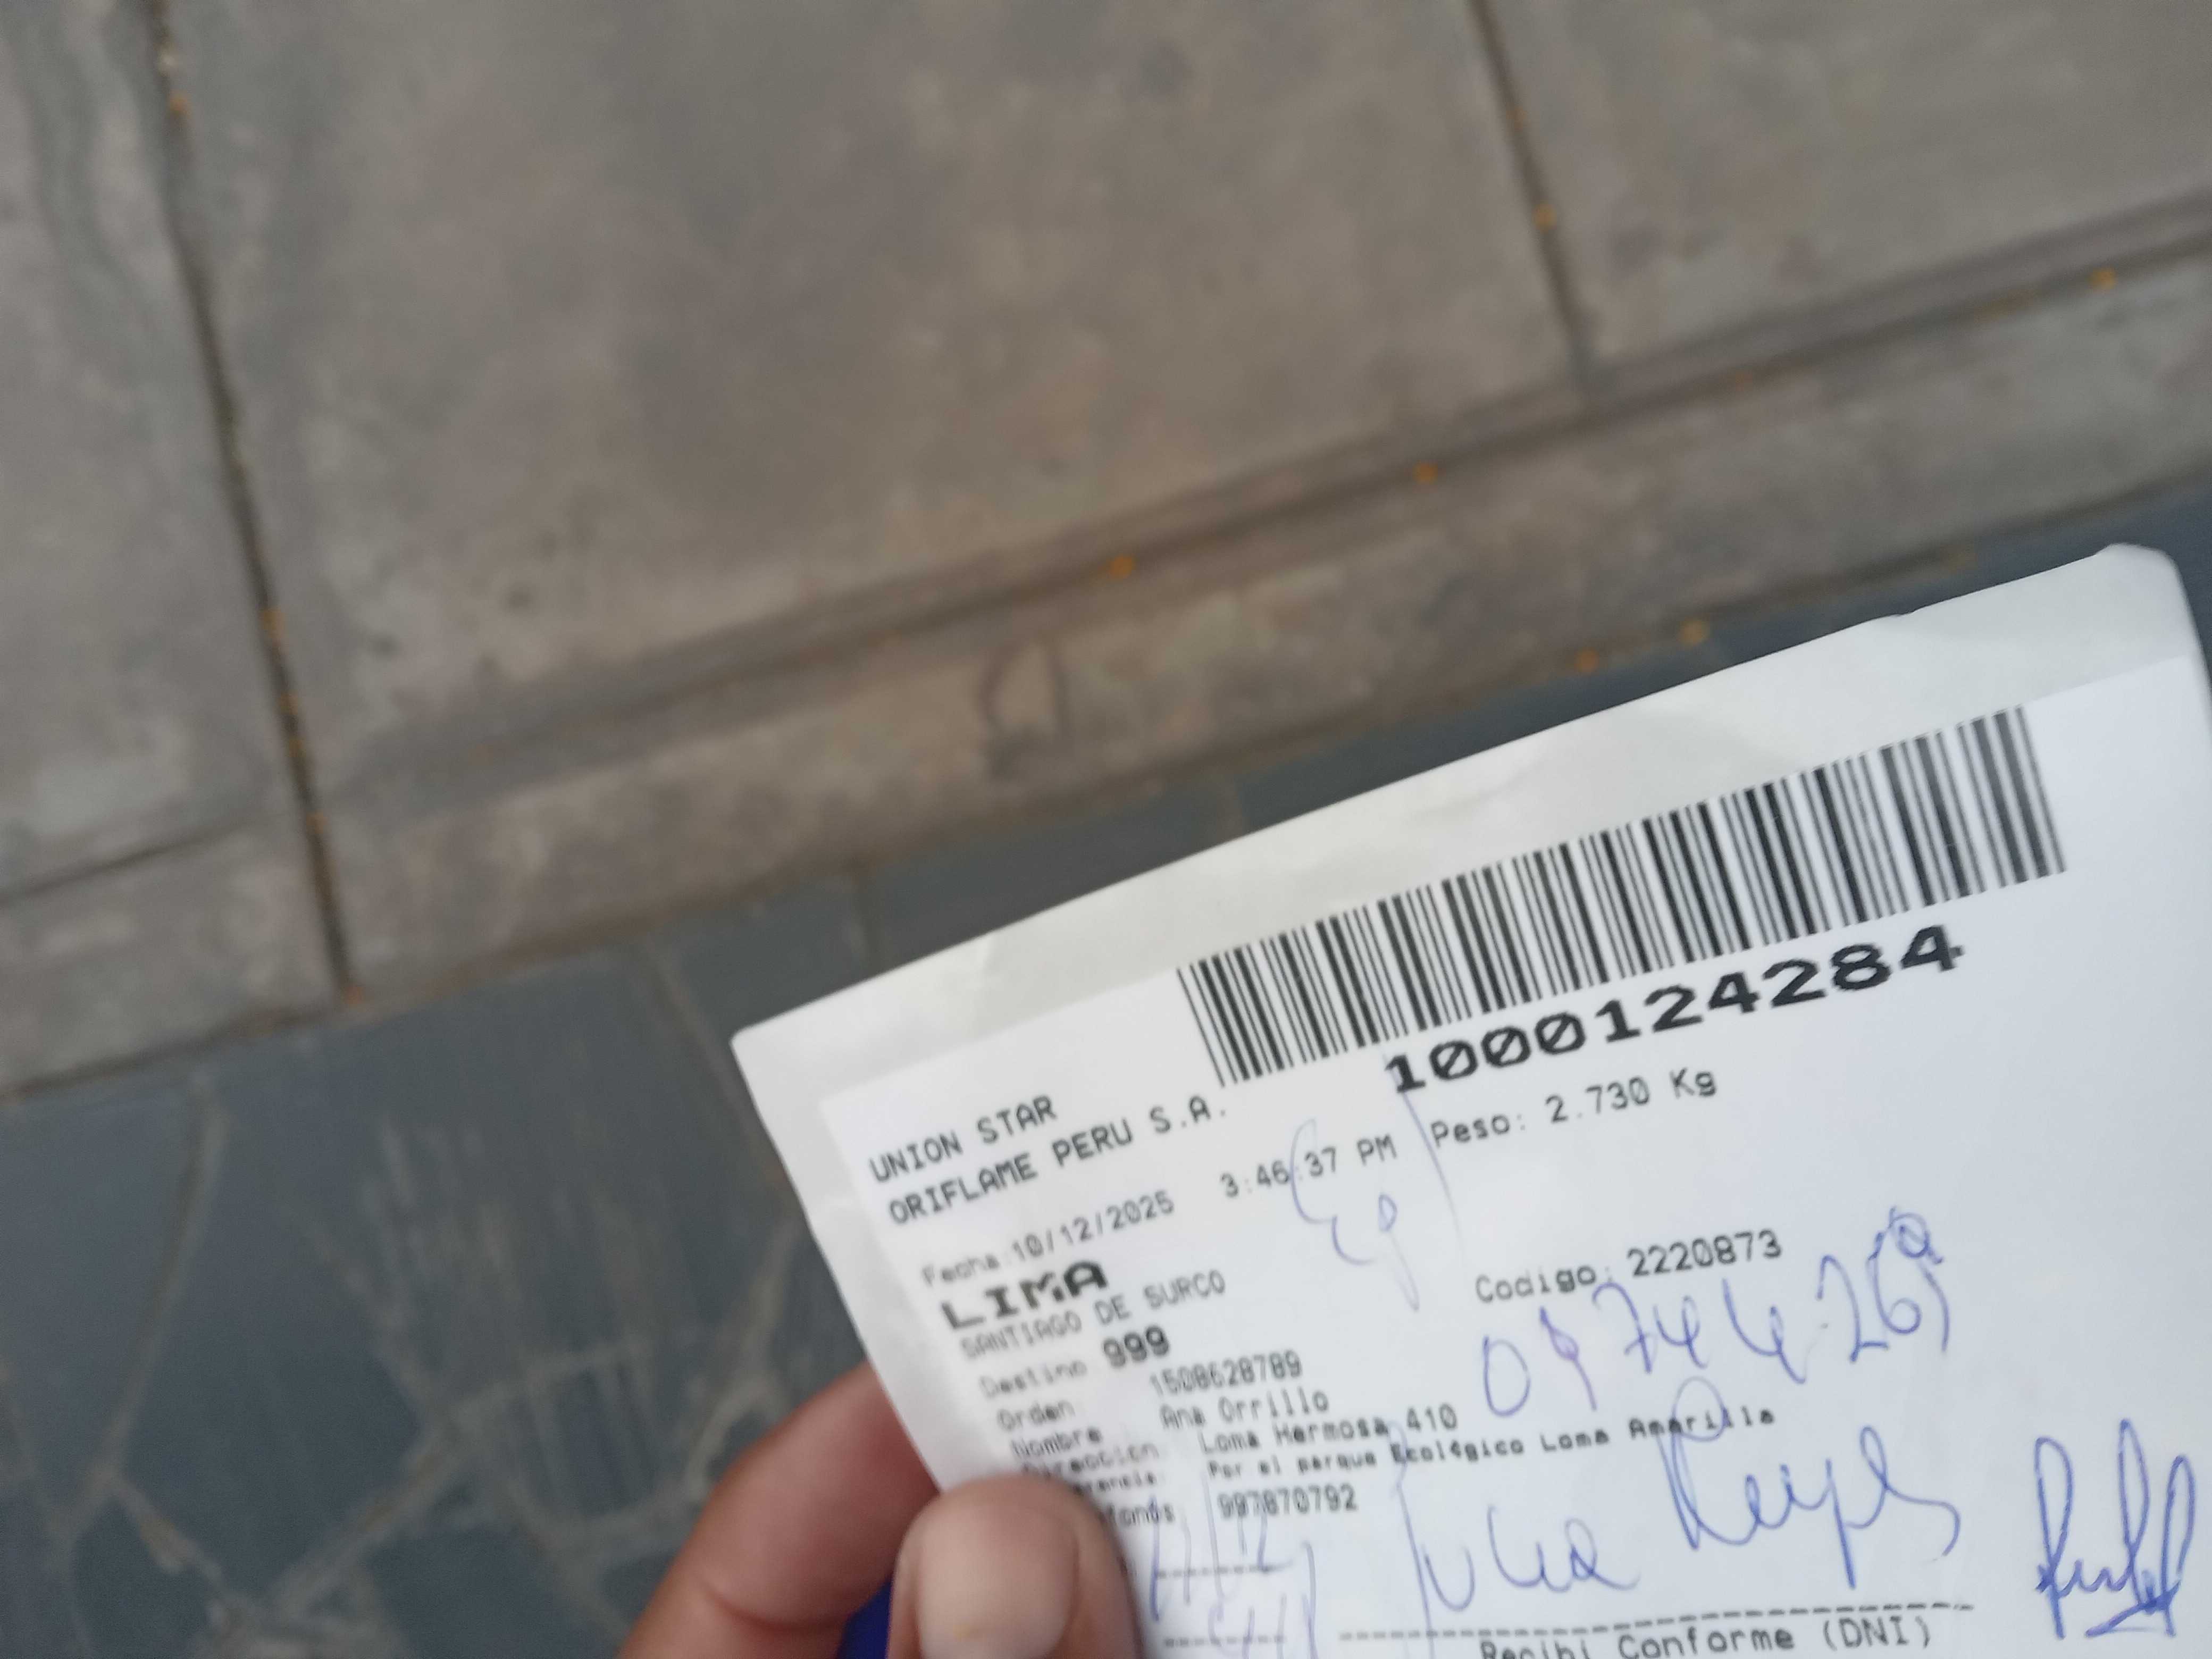 1000124284
UNION STAR
ORIFLAME PERU S.A.
Fecha:10/12/2025 3:46:37 PM Peso: 2.730 Kg
LIMA
SANTIAGO DE SURCO Codigo: 2220873
Destino 999
Orden: 1508628789
Nombre Ana Orrillo
Dirección: Loma Hermosa 410
Por el parque Ecológico Loma Amarilla
997870792
Reyes
Recibi Conforme (DNI)